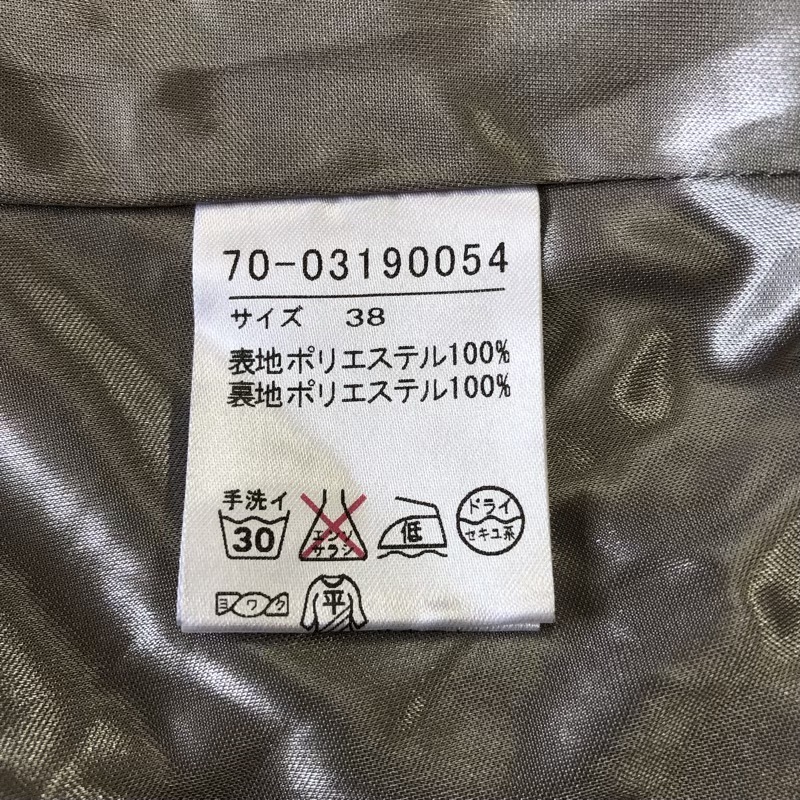 70-03190054
サイズ 38
表地ポリエステル100%
裏地ポリエステル100%
手洗イ
30
エンソ
サラシ
低
ドライ
セキユ系
ヨワク
平